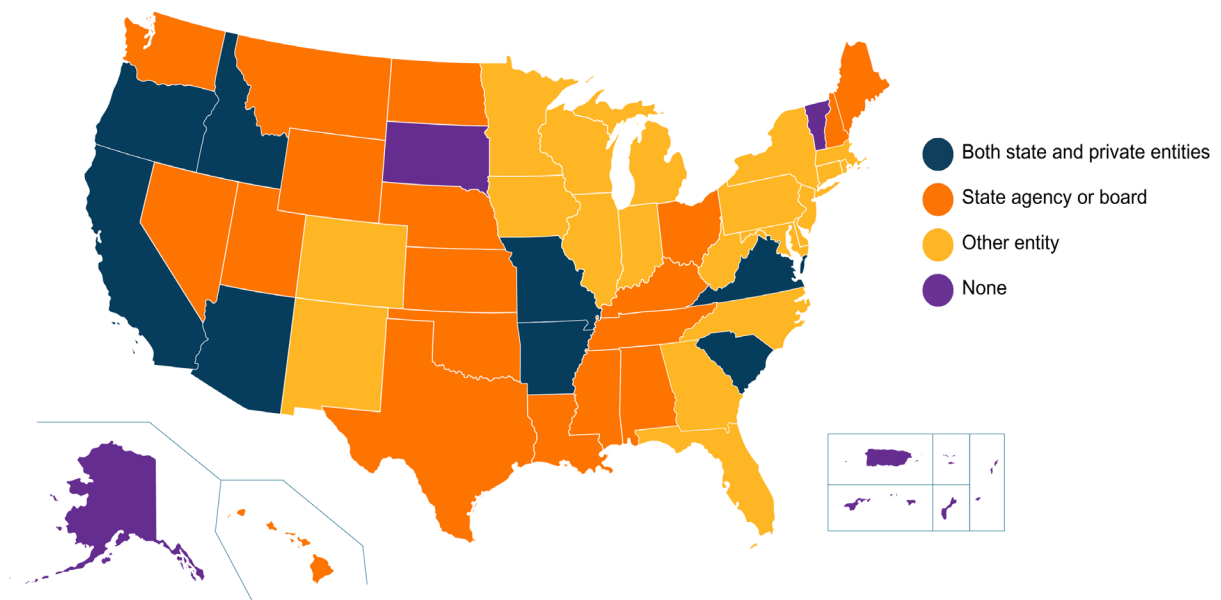 Both state and private entities
State agency or board
Other entity
None